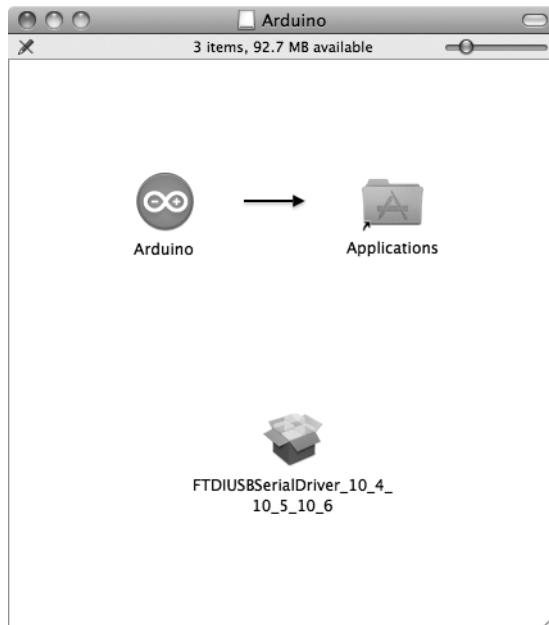 Arduino
3 items, 92.7 MB available
Arduino
Applications
FTDIUSBSerialDriver_10_4_
10_5_10_6